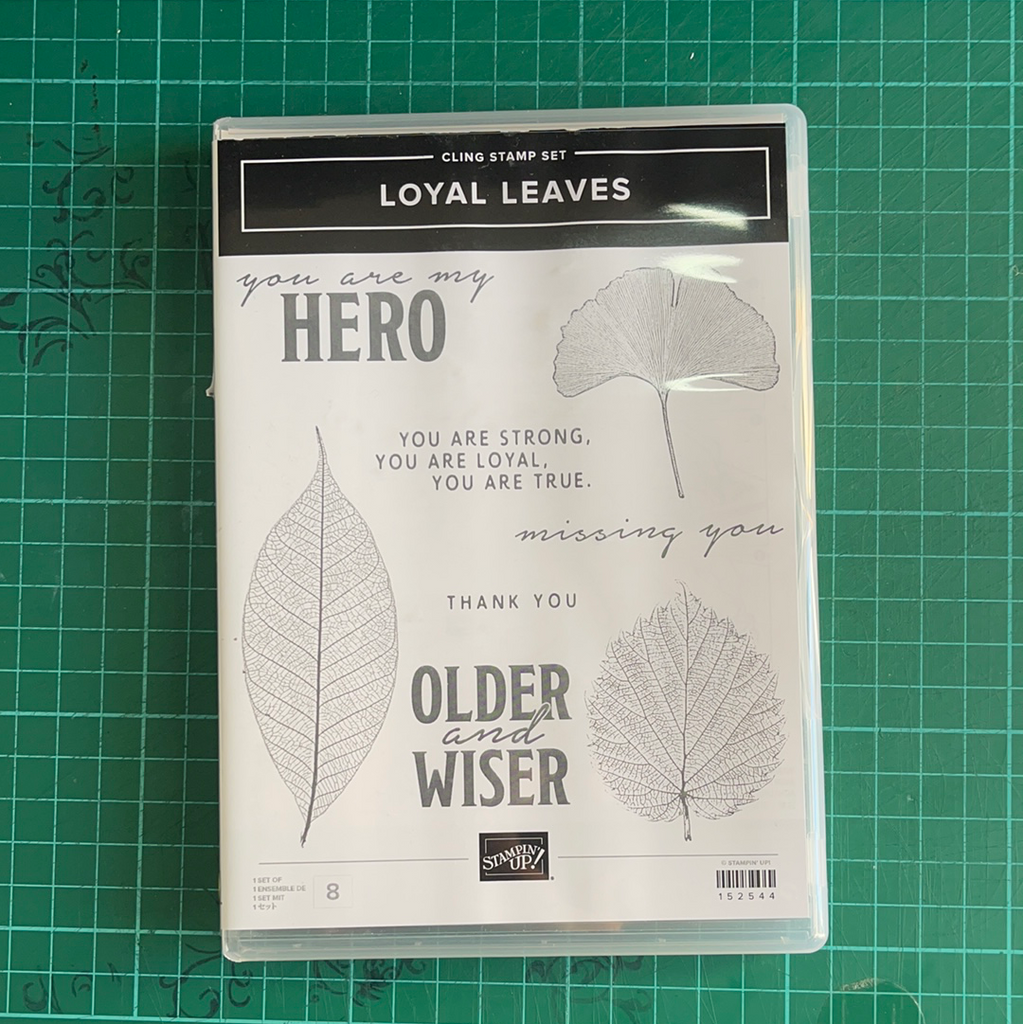 CLING STAMP SET
LOYAL LEAVES
you are my
HERO
YOU ARE STRONG,
YOU ARE LOYAL,
YOU ARE TRUE.
missing you
THANK YOU
OLDER
and
WISER
STAMPIN'
UP!
© STAMPIN' UP!
1 SET OF
1 ENSEMBLE DE
1 SET MIT
1 セット
8
152544